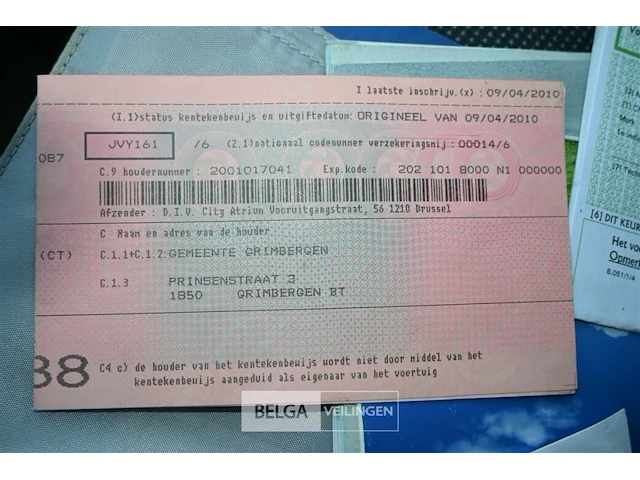 I laatste inschrijv.(x) : 09/04/2010
(I.1)status kentekenbewijs en uitgiftedatum: ORIGINEEL VAN 09/04/2010
JVY161 /6 (Z.1)nationaal codenummer verzekeringsmij : 00014/6
087
C.9 houdernummer : 2001017041 Exp.kode : 202 101 8000 N1 000000
Afzender : D.I.V. City Atrium Vooruitgangstraat, 56 1210 Brussel
C Naam en adres van de houder
(CT) C.1.1+C.1.2: GEMEENTE GRIMBERGEN
C.1.3 PRINSENSTRAAT 3
1850 GRIMBERGEN BT
88 C4 c) de houder van het kentekenbewijs wordt niet door middel van het
kentekenbewijs aangeduid als eigenaar van het voertuig
[6] DIT KEUR
Het vo
Opmerk
B.051/1/4
BELGA VEILINGEN